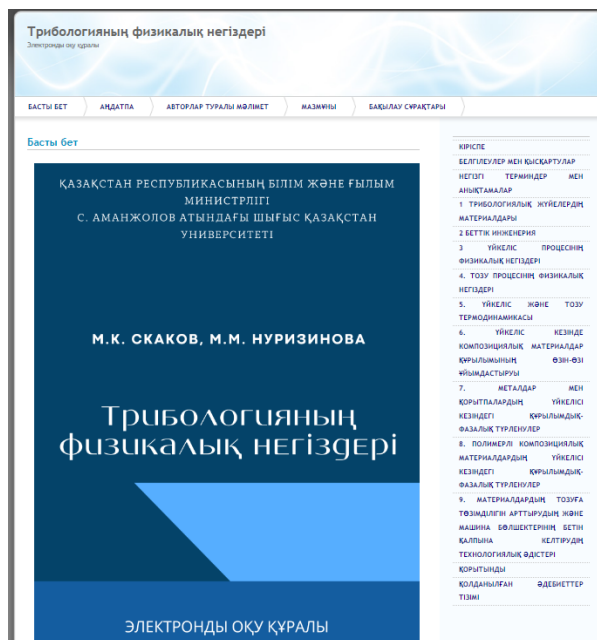 Трибологияның физикалық негіздері
Электронды оқу құралы
БАСТЫ БЕТ
АҢДАТПА
АВТОРЛАР ТУРАЛЫ МӘЛІМЕТ
МАЗМҰНЫ
БАҚЫЛАУ СҰРАҚТАРЫ
Басты бет
ҚАЗАҚСТАН РЕСПУБЛИКАСЫНЫҢ БІЛІМ ЖӘНЕ ҒЫЛЫМ
МИНИСТРЛІГІ
С. АМАНЖОЛОВ АТЫНДАҒЫ ШЫҒЫС ҚАЗАҚСТАН
УНИВЕРСИТЕТІ
М.К. СКАКОВ, М.М. НУРИЗИНОВА
Трибологияның
физикалық негіздері
ЭЛЕКТРОНДЫ ОҚУ ҚҰРАЛЫ
КІРІСПЕ
БЕЛГІЛЕУЛЕР МЕН ҚЫСҚАРТУЛАР
НЕГІЗГІ ТЕРМИНДЕР МЕН
АНЫҚТАМАЛАР
1 ТРИБОЛОГИЯЛЫҚ ЖҮЙЕЛЕРДІҢ
МАТЕРИАЛДАРЫ
2 БЕТТІК ИНЖЕНЕРИЯ
3 ҮЙКЕЛІС ПРОЦЕСІНІҢ
ФИЗИКАЛЫҚ НЕГІЗДЕРІ
4. ТОЗУ ПРОЦЕСІНІҢ ФИЗИКАЛЫҚ
НЕГІЗДЕРІ
5. ҮЙКЕЛІС ЖӘНЕ ТОЗУ
ТЕРМОДИНАМИКАСЫ
6. ҮЙКЕЛІС КЕЗІНДЕ
КОМПОЗИЦИЯЛЫҚ МАТЕРИАЛДАР
ҚҰРЫЛЫМЫНЫҢ ӨЗІН-ӨЗІ
ҰЙЫМДАСТЫРУЫ
7. МЕТАЛДАР МЕН
ҚОРЫТПАЛАРДЫҢ ҮЙКЕЛІСІ
КЕЗІНДЕГІ ҚҰРЫЛЫМДЫҚ-
ФАЗАЛЫҚ ТҮРЛЕНУЛЕР
8. ПОЛИМЕРЛІ КОМПОЗИЦИЯЛЫҚ
МАТЕРИАЛДАРДЫҢ ҮЙКЕЛІСІ
КЕЗІНДЕГІ ҚҰРЫЛЫМДЫҚ-
ФАЗАЛЫҚ ТҮРЛЕНУЛЕР
9. МАТЕРИАЛДАРДЫҢ ТОЗУҒА
ТӨЗІМДІЛІГІН АРТТЫРУДЫҢ ЖӘНЕ
МАШИНА БӨЛШЕКТЕРІНІҢ БЕТІН
ҚАЛПЫНА КЕЛТІРУДІҢ
ТЕХНОЛОГИЯЛЫҚ ӘДІСТЕРІ
ҚОРЫТЫНДЫ
ҚОЛДАНЫЛҒАН ӘДЕБИЕТТЕР
ТІЗІМІ